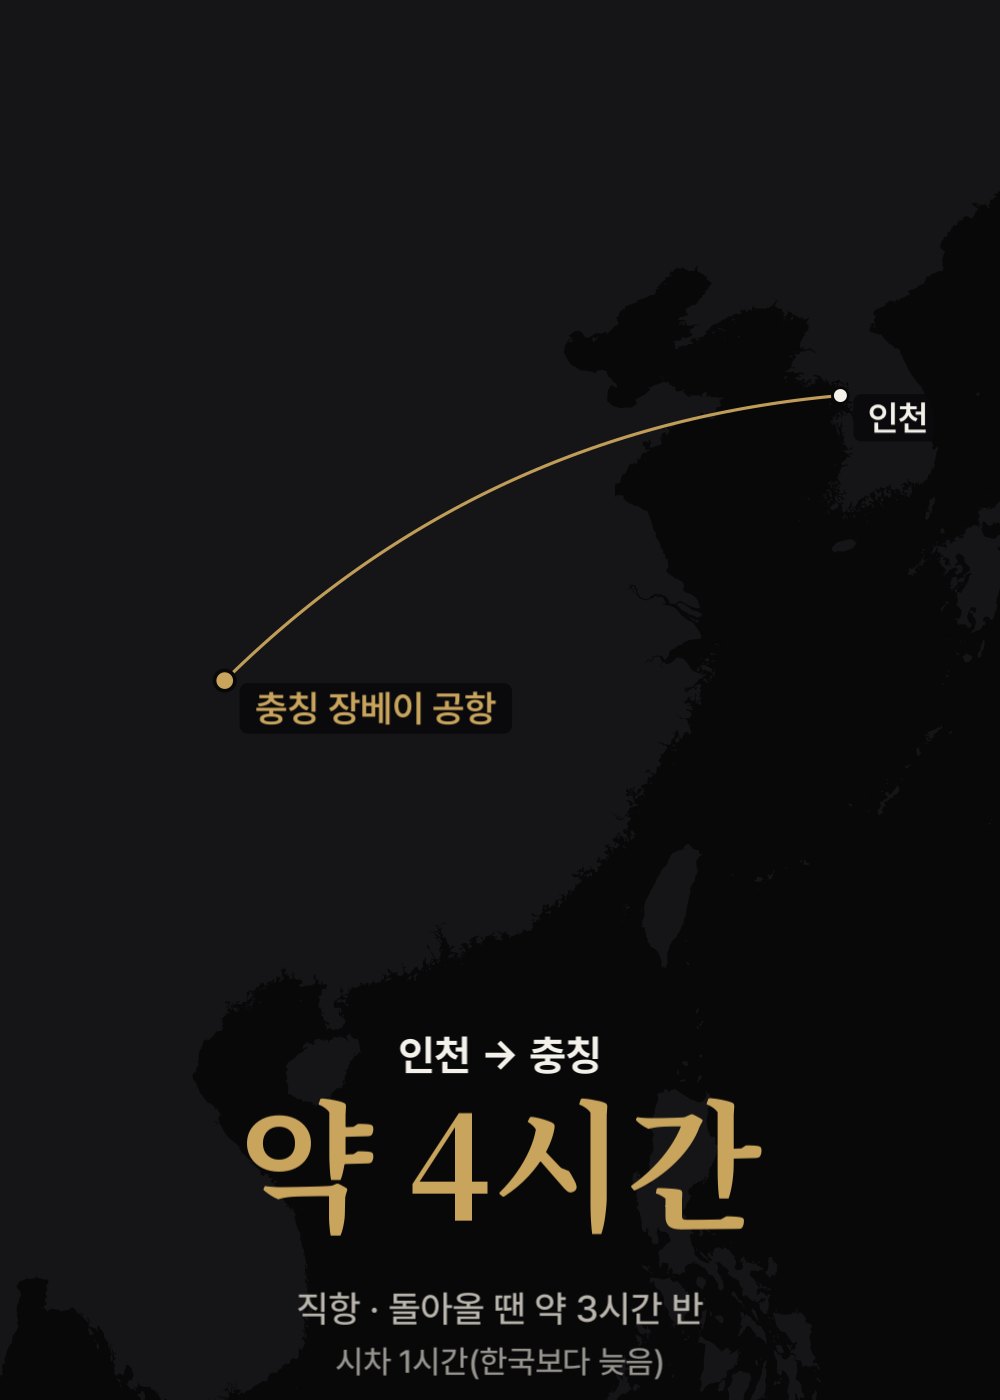 인천
충칭 장베이 공항
인천 → 충칭
약 4시간
직항 · 돌아올 땐 약 3시간 반
시차 1시간(한국보다 늦음)